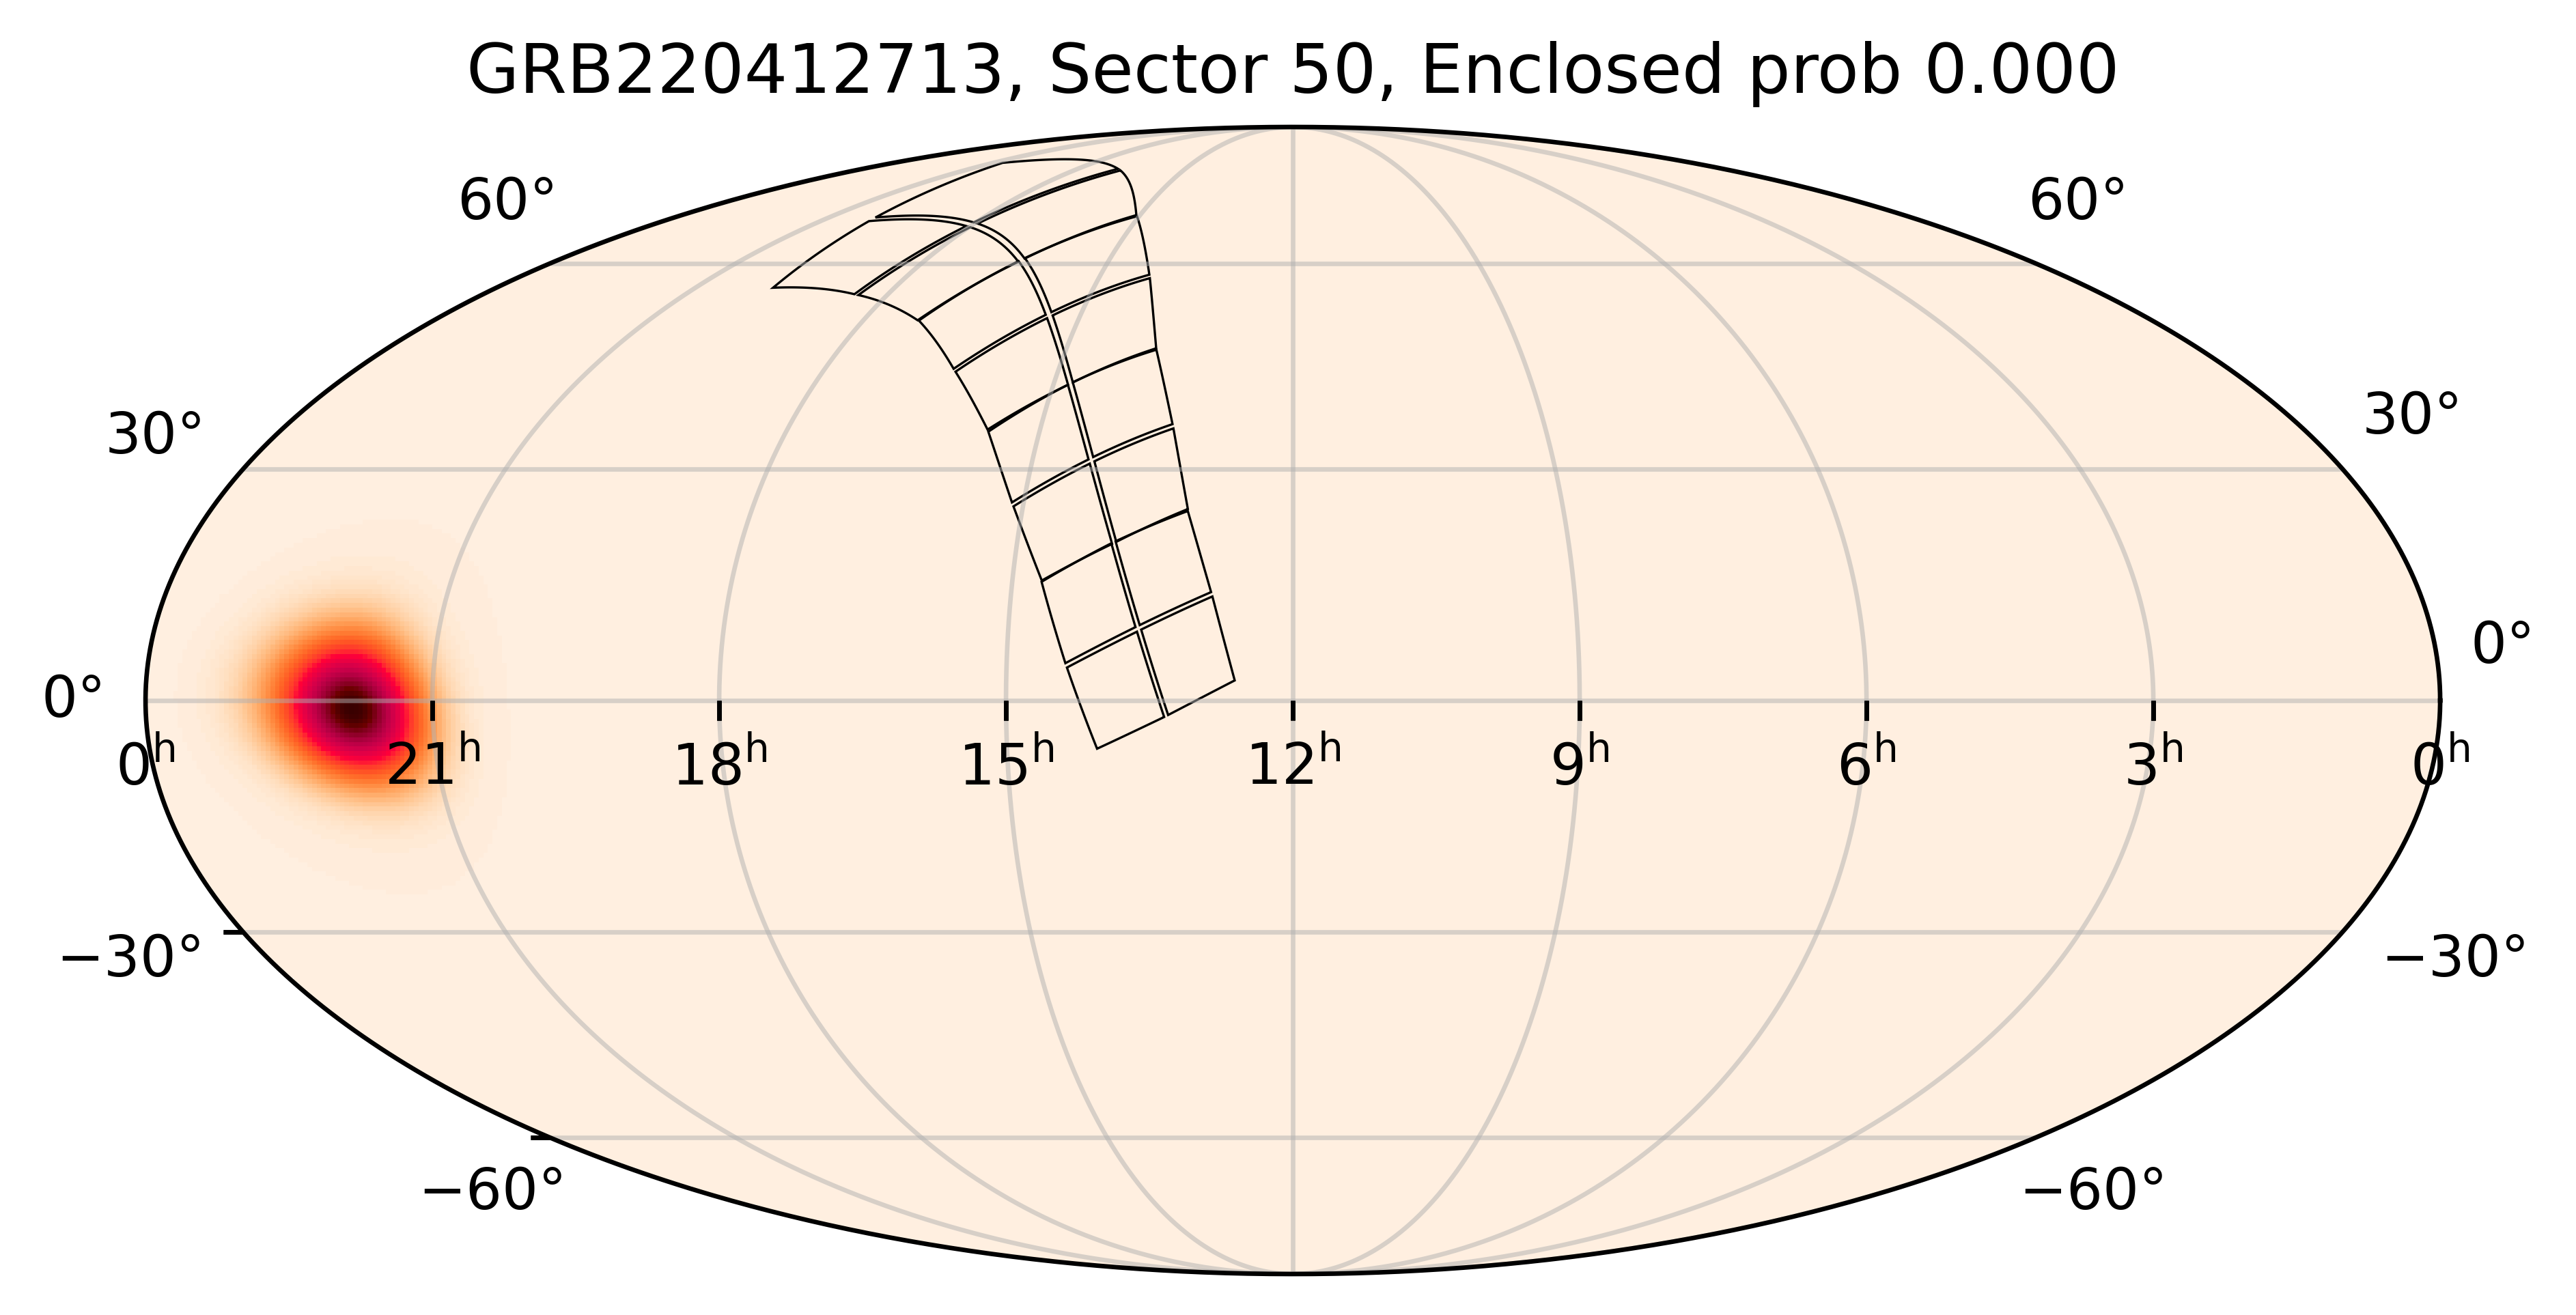 GRB220412713, Sector 50, Enclosed prob 0.000
60° 60°
30° 30°
0° 0°
0ʰ 21ʰ 18ʰ 15ʰ 12ʰ 9ʰ 6ʰ 3ʰ 0ʰ
−30° −30°
−60° −60°